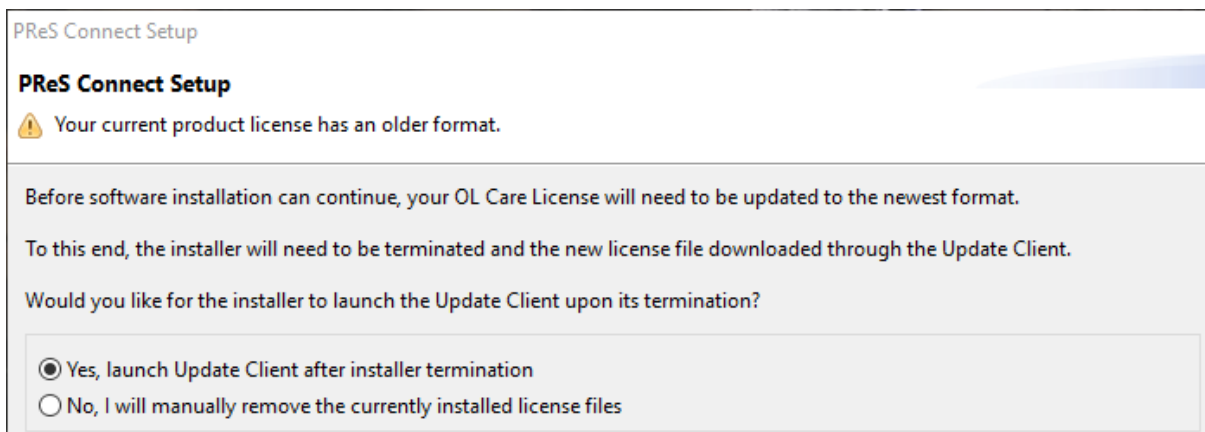 PReS Connect Setup
PReS Connect Setup
Your current product license has an older format.
Before software installation can continue, your OL Care License will need to be updated to the newest format.
To this end, the installer will need to be terminated and the new license file downloaded through the Update Client.
Would you like for the installer to launch the Update Client upon its termination?
Yes, launch Update Client after installer termination
No, I will manually remove the currently installed license files